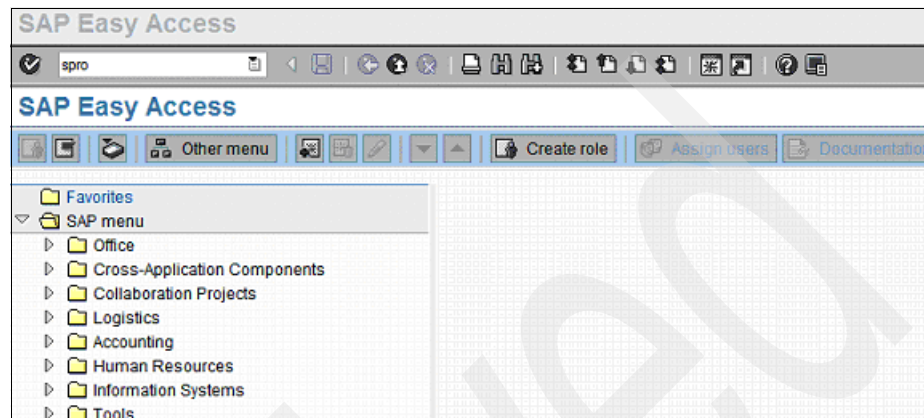 SAP Easy Access
spro
SAP Easy Access
Other menu Create role Assign users Documentation
Favorites
SAP menu
Office
Cross-Application Components
Collaboration Projects
Logistics
Accounting
Human Resources
Information Systems
Tools